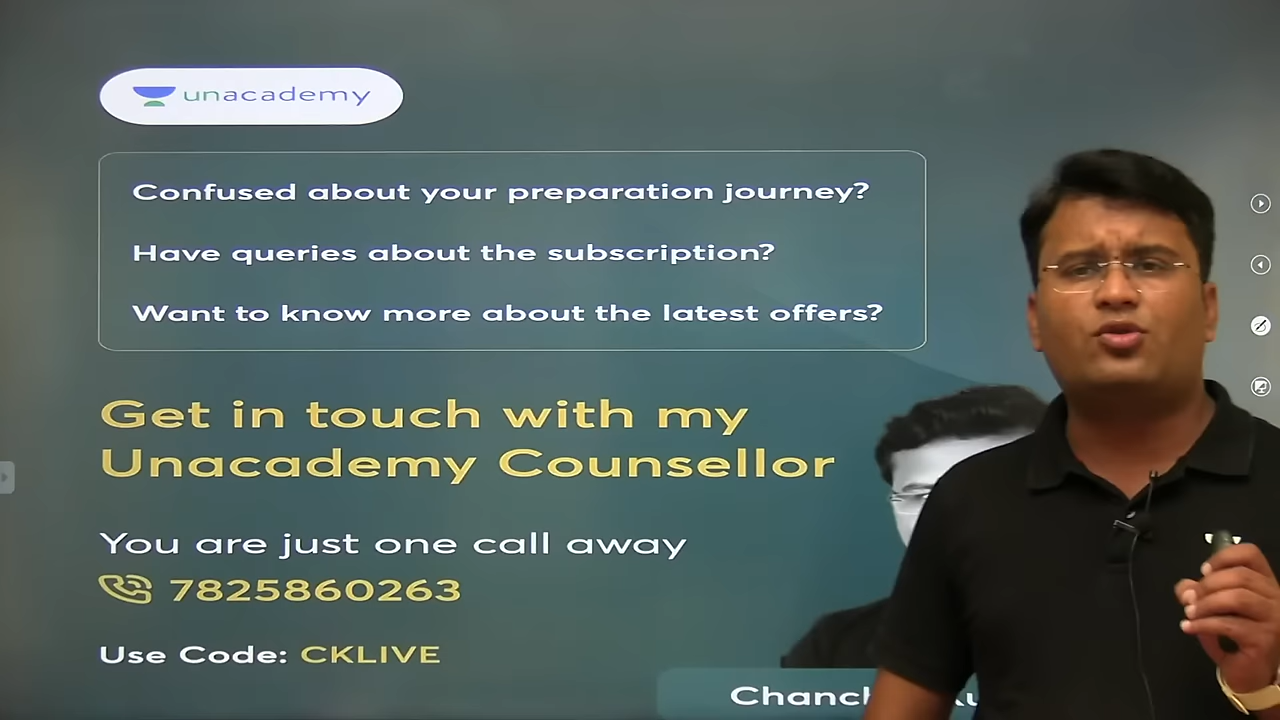 unacademy
Confused about your preparation journey?
Have queries about the subscription?
Want to know more about the latest offers?
Get in touch with my
Unacademy Counsellor
You are just one call away
7825860263
Use Code: CKLIVE